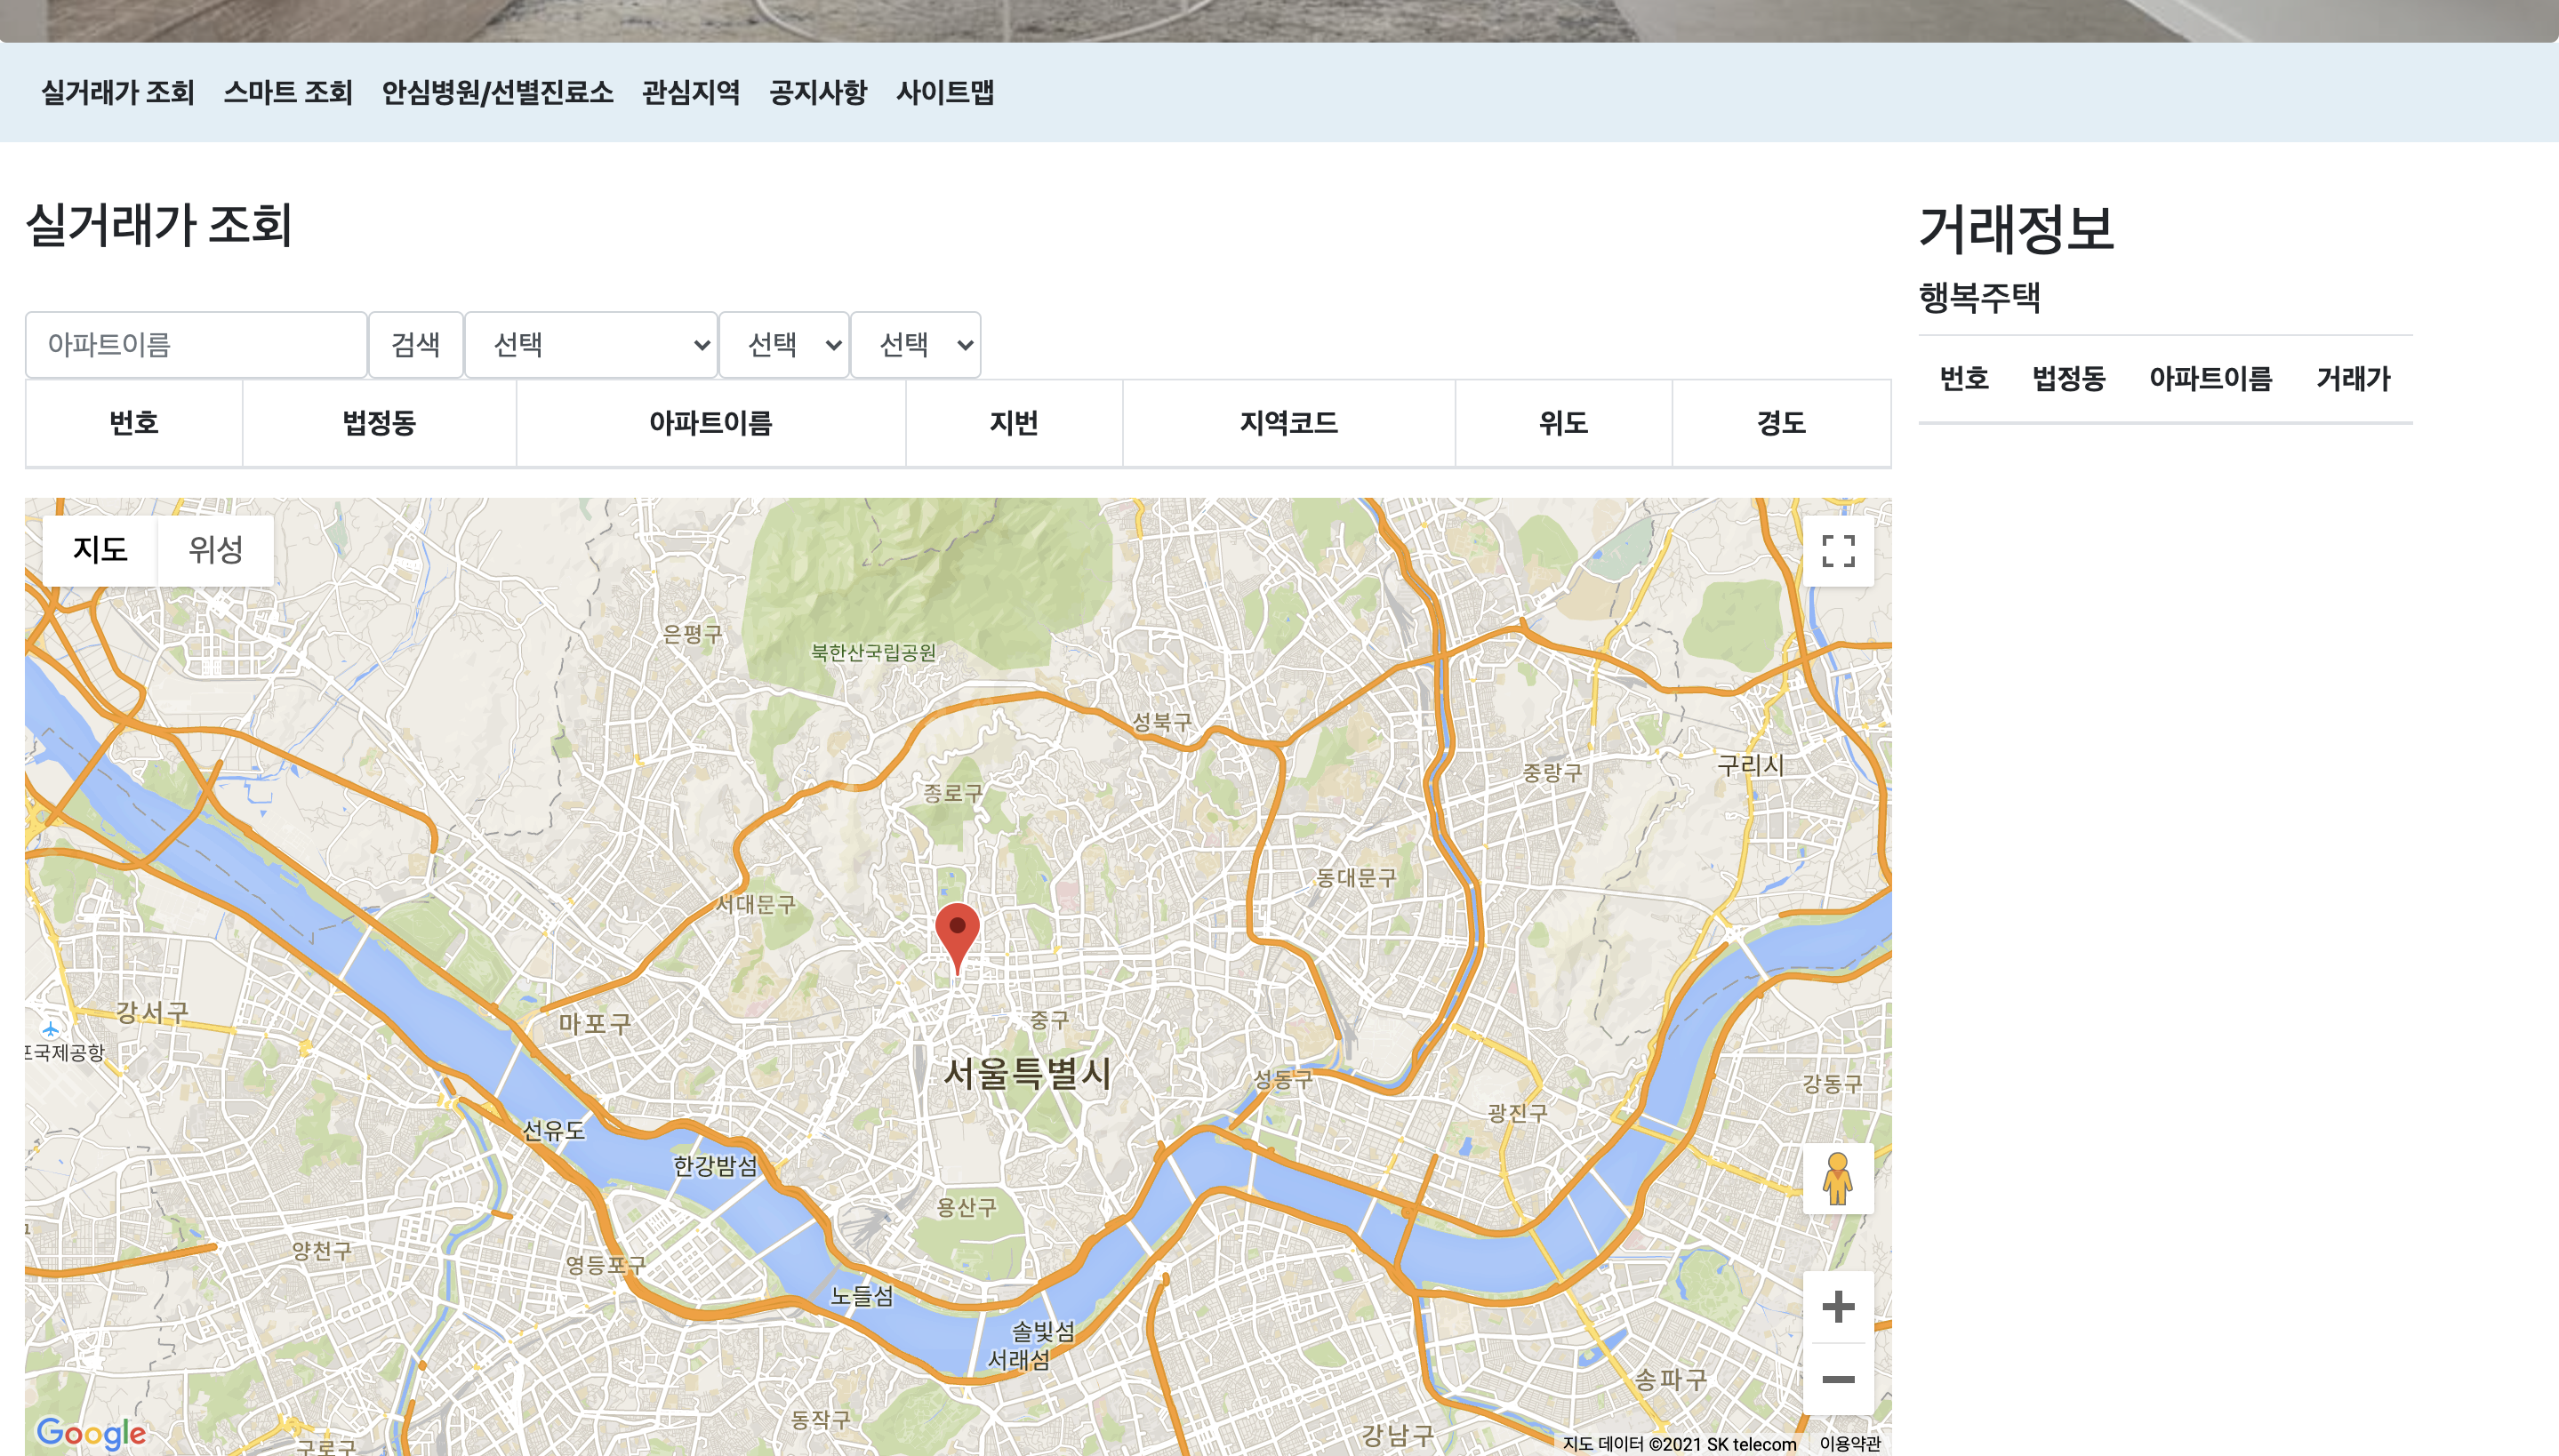 실거래가 조회 스마트 조회 안심병원/선별진료소 관심지역 공지사항 사이트맵
실거래가 조회
아파트이름 검색 선택 선택 선택
번호 법정동 아파트이름 지번 지역코드 위도 경도
지도 위성
은평구
북한산국립공원
성북구
구리시
중랑구
종로구
동대문구
서대문구
강서구
마포구
중구
국제공항
서울특별시
성동구
강동구
광진구
선유도
한강밤섬
용산구
양천구
영등포구
노들섬
솔빛섬
서래섬
송파구
동작구
강남구
구로구
Google
지도 데이터 ©2021 SK telecom 이용약관
거래정보
행복주택
번호 법정동 아파트이름 거래가